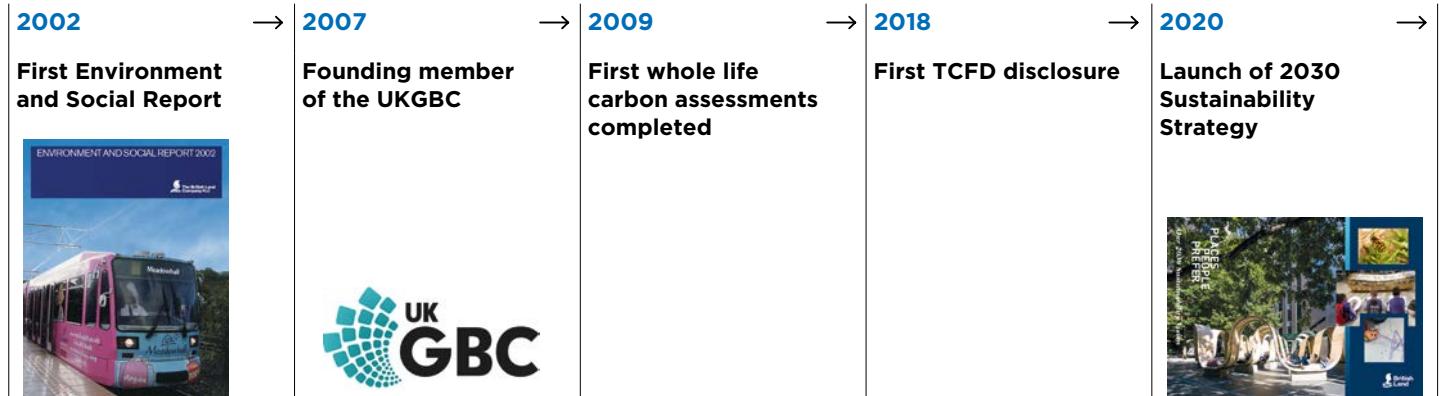 2002 →
First Environment
and Social Report
ENVIRONMENT AND SOCIAL REPORT 2002
The British Land
Company PLC
Meadowhall
Meadowhall
2007 →
Founding member
of the UKGBC
UK
GBC
2009 →
First whole life
carbon assessments
completed
2018 →
First TCFD disclosure
2020 →
Launch of 2030
Sustainability
Strategy
PLACES
PEOPLE
PREFER
British
Land